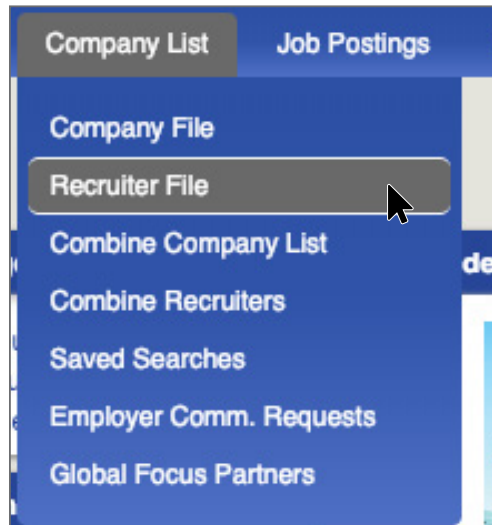 Company List Job Postings
Company File
Recruiter File
Combine Company List
Combine Recruiters
Saved Searches
Employer Comm. Requests
Global Focus Partners